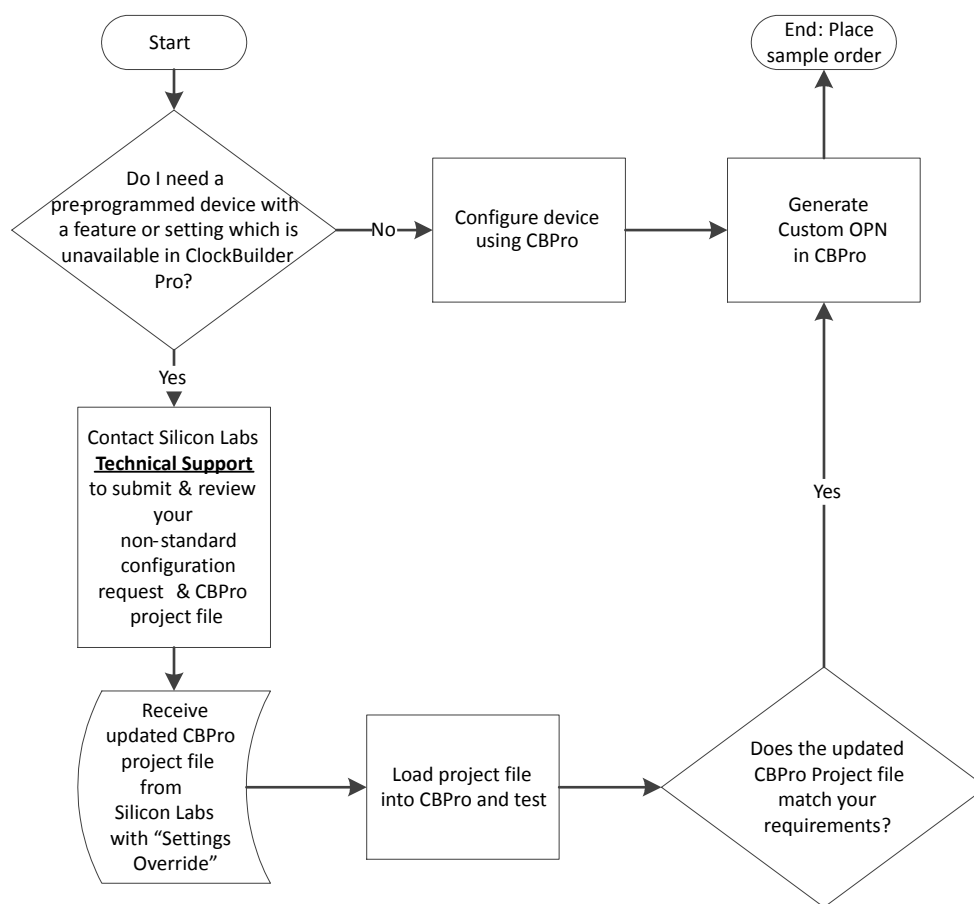 Start
End: Place
sample order
Do I need a
pre-programmed device with
a feature or setting which is
unavailable in ClockBuilder
Pro?
No
Configure device
using CBPro
Generate
Custom OPN
in CBPro
Yes
Contact Silicon Labs
Technical Support
to submit & review
your
non-standard
configuration
request & CBPro
project file
Yes
Receive
updated CBPro
project file
from
Silicon Labs
with “Settings
Override”
Load project file
into CBPro and test
Does the updated
CBPro Project file
match your
requirements?